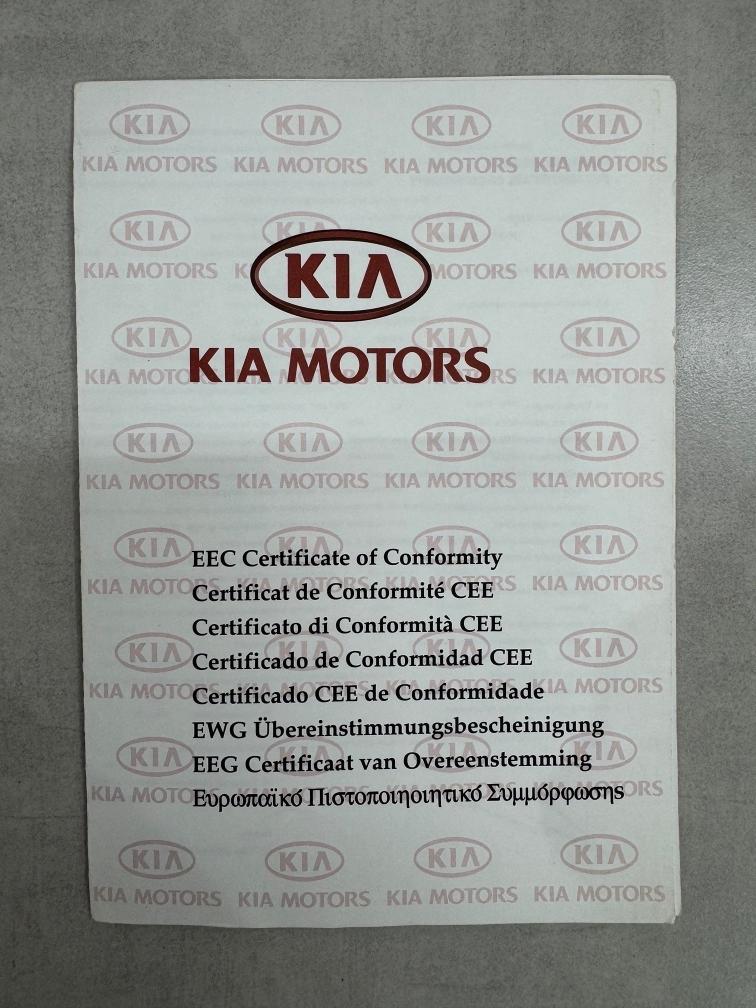 KIA
KIA MOTORS
EEC Certificate of Conformity
Certificat de Conformité CEE
Certificato di Conformità CEE
Certificado de Conformidad CEE
Certificado CEE de Conformidade
EWG Übereinstimmungsbescheinigung
EEG Certificaat van Overeenstemming
Ευρωπαϊκό Πιστοποιηοιητικό Συμμόρφωσης